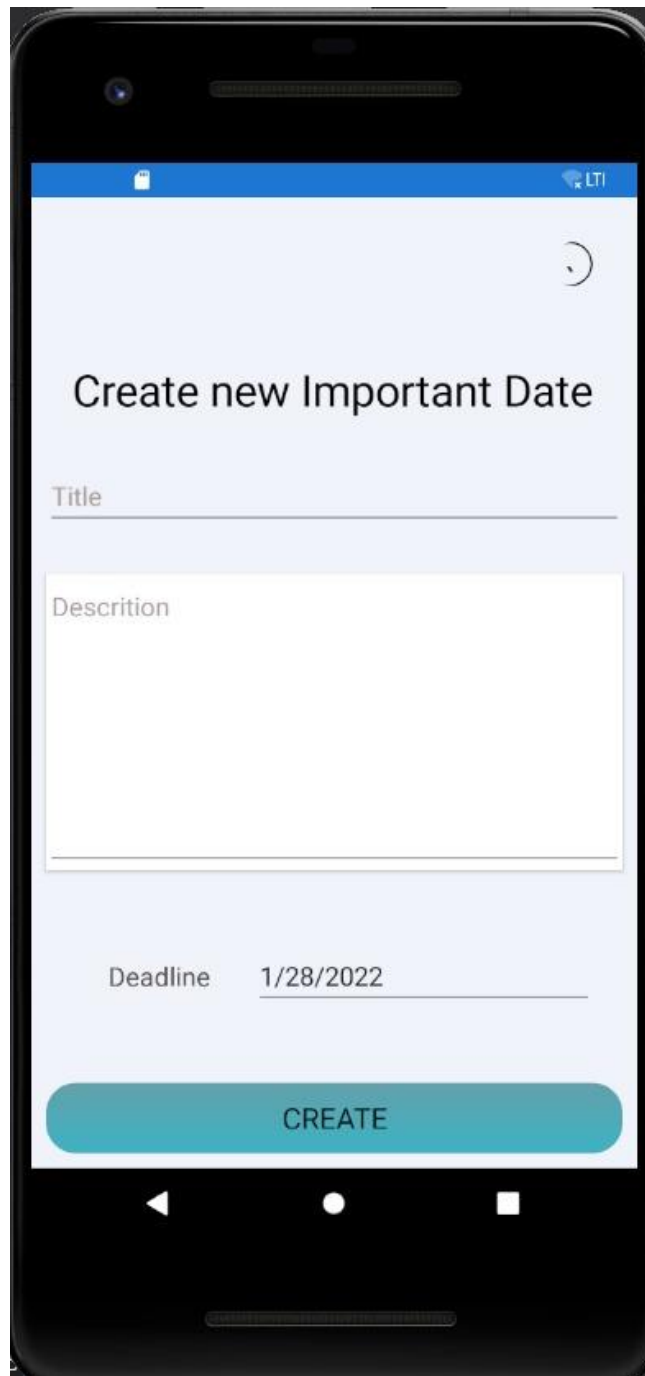 LTI
Create new Important Date
Title
Descrition
Deadline 1/28/2022
CREATE